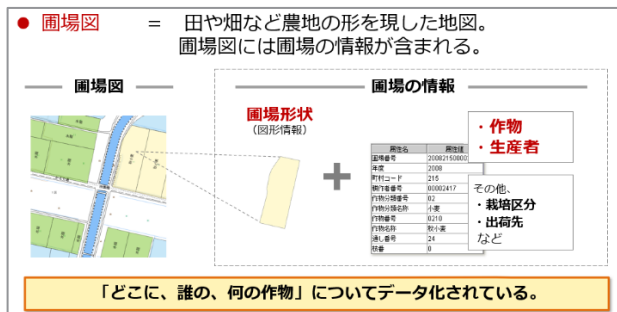 ● 圃場図 = 田や畑など農地の形を現した地図。
圃場図には圃場の情報が含まれる。
圃場図
圃場の情報
圃場形状
(図形情報)
・作物
・生産者
属性名 属性値
圃場番号 200821508002
年度 2008
町村コード 215
耕作者番号 00002417
作物分類番号 02
作物分類名称 小麦
作物番号 0210
作物名称 秋小麦
通し番号 24
枝番 0
その他、
・栽培区分
・出荷先
など
「どこに、誰の、何の作物」についてデータ化されている。